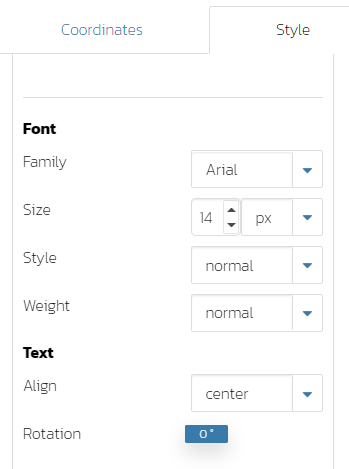 Coordinates Style
Font
Family Arial
Size 14 px
Style normal
Weight normal
Text
Align center
Rotation 0°